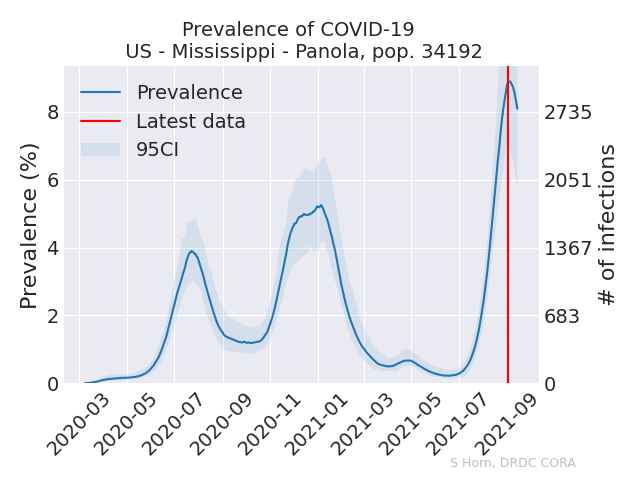 Prevalence of COVID-19
US - Mississippi - Panola, pop. 34192
Prevalence
Latest data
95CI
Prevalence (%)
8
6
4
2
0
2735
2051
1367
683
0
# of infections
2020-03
2020-05
2020-07
2020-09
2020-11
2021-01
2021-03
2021-05
2021-07
2021-09
S Horn, DRDC CORA